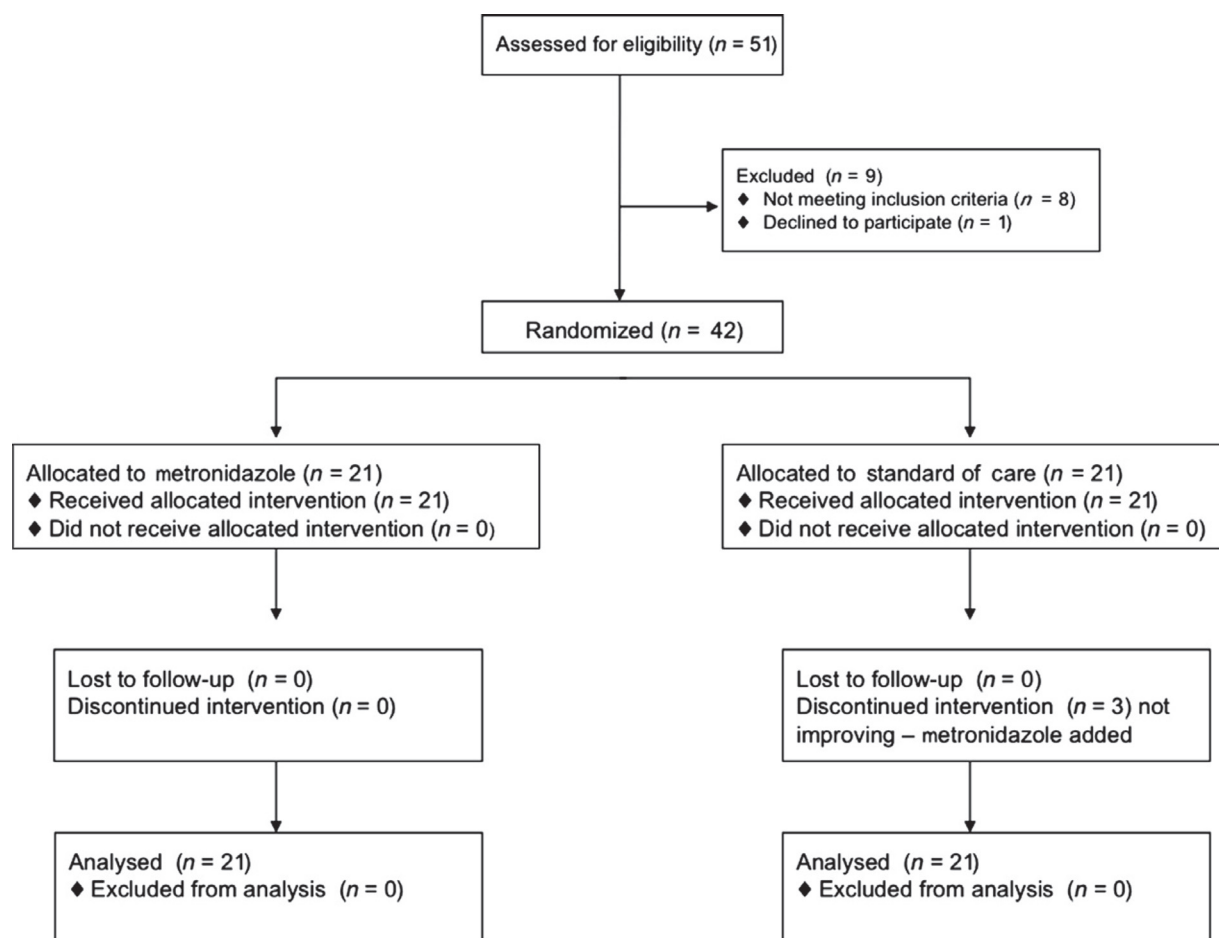 Assessed for eligibility (n = 51)
Excluded (n = 9)
♦ Not meeting inclusion criteria (n = 8)
♦ Declined to participate (n = 1)
Randomized (n = 42)
Allocated to metronidazole (n = 21)
♦ Received allocated intervention (n = 21)
♦ Did not receive allocated intervention (n = 0)
Allocated to standard of care (n = 21)
♦ Received allocated intervention (n = 21)
♦ Did not receive allocated intervention (n = 0)
Lost to follow-up (n = 0)
Discontinued intervention (n = 0)
Lost to follow-up (n = 0)
Discontinued intervention (n = 3) not
improving – metronidazole added
Analysed (n = 21)
♦ Excluded from analysis (n = 0)
Analysed (n = 21)
♦ Excluded from analysis (n = 0)